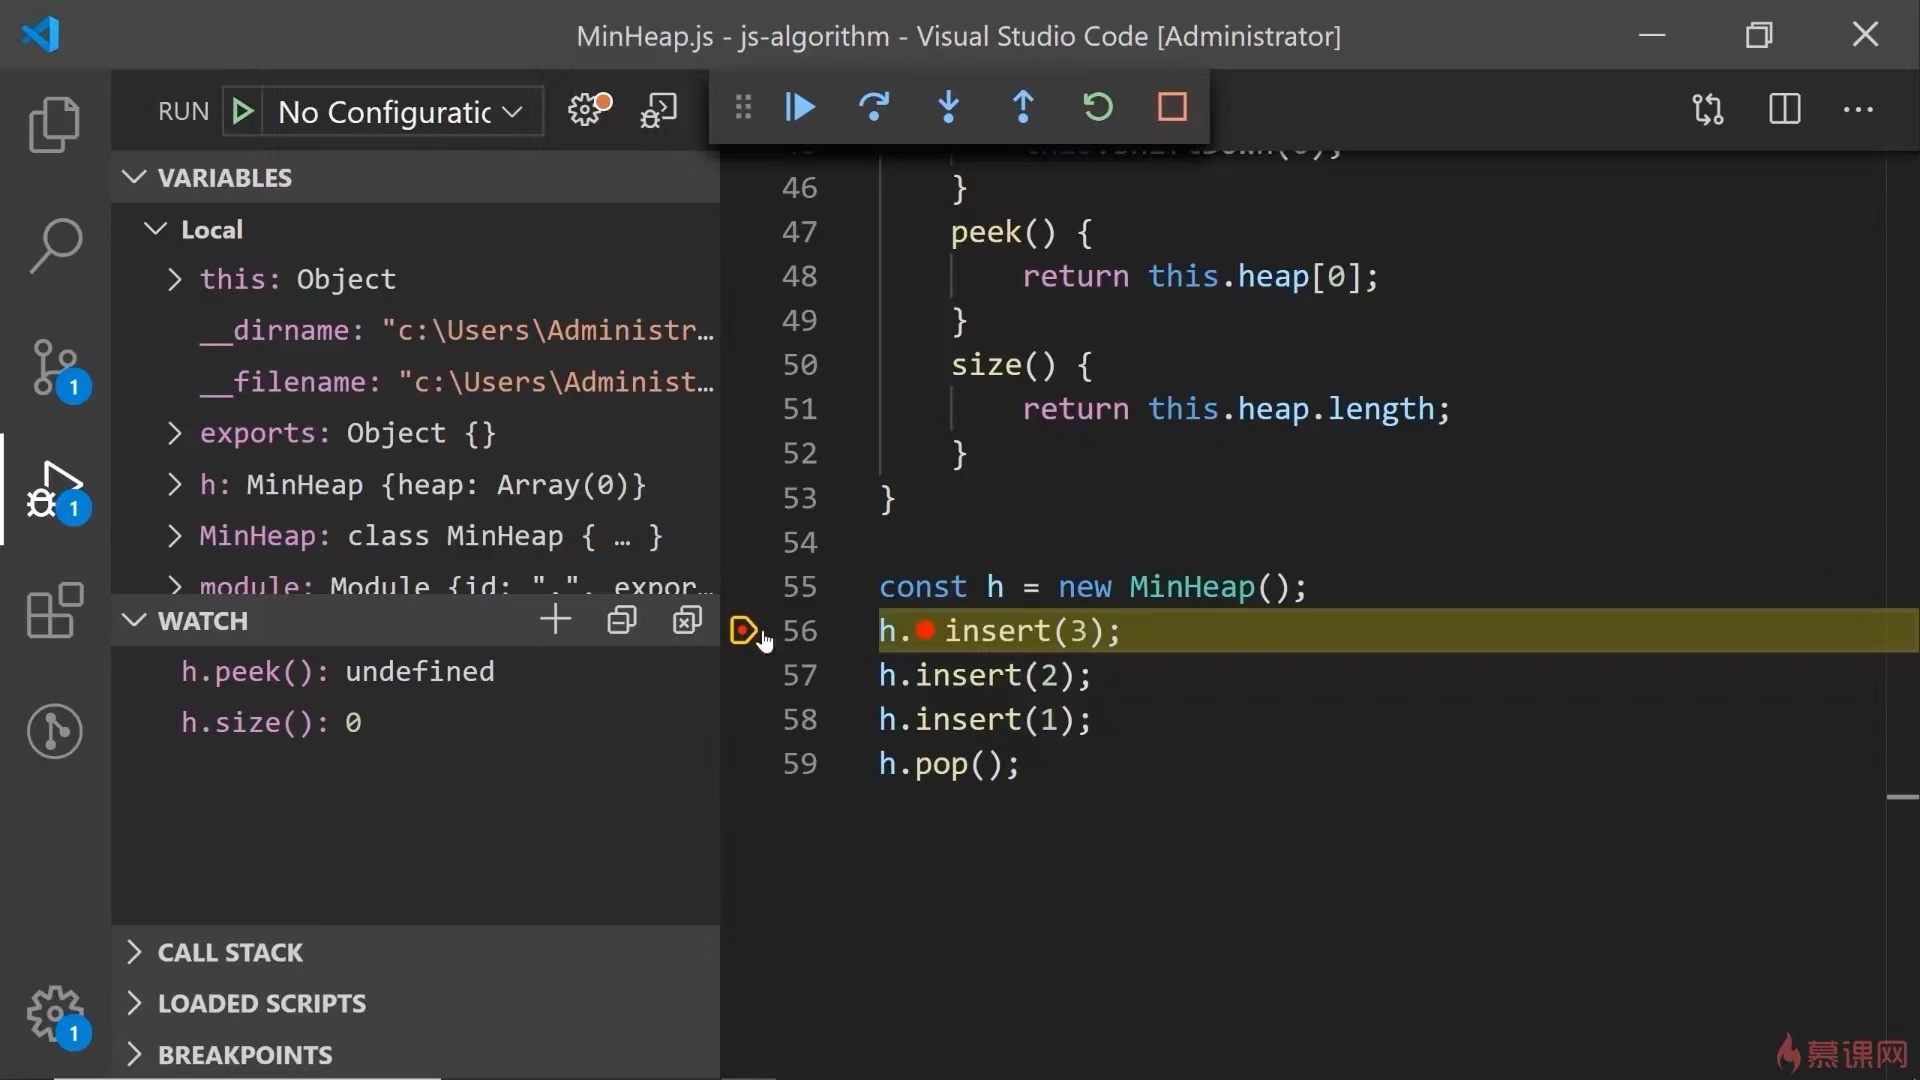 MinHeap.js - js-algorithm - Visual Studio Code [Administrator]
RUN No Configuratic
VARIABLES
Local
this: Object
__dirname: "c:\Users\Administr…
__filename: "c:\Users\Administ…
exports: Object {}
h: MinHeap {heap: Array(0)}
MinHeap: class MinHeap { … }
module: Module {id: ".", expor…
WATCH
h.peek(): undefined
h.size(): 0
CALL STACK
LOADED SCRIPTS
BREAKPOINTS
1
1
1
46 }
47 peek() {
48 return this.heap[0];
49 }
50 size() {
51 return this.heap.length;
52 }
53 }
54
55 const h = new MinHeap();
56 h. insert(3);
57 h.insert(2);
58 h.insert(1);
59 h.pop();
慕课网